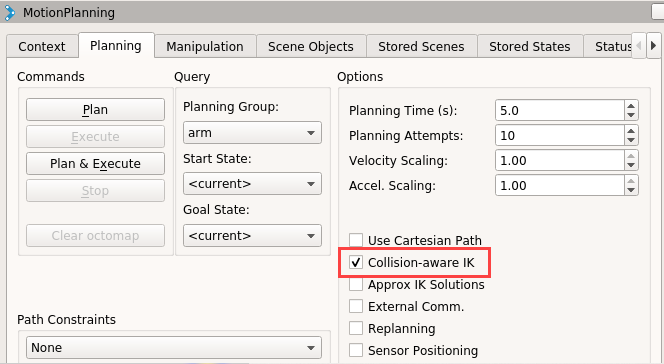 MotionPlanning
Context
Planning
Manipulation
Scene Objects
Stored Scenes
Stored States
Status
Commands
Plan
Execute
Plan & Execute
Stop
Clear octomap
Query
Planning Group:
arm
Start State:
<current>
Goal State:
<current>
Options
Planning Time (s): 5.0
Planning Attempts: 10
Velocity Scaling: 1.00
Accel. Scaling: 1.00
Use Cartesian Path
Collision-aware IK
Approx IK Solutions
External Comm.
Replanning
Sensor Positioning
Path Constraints
None